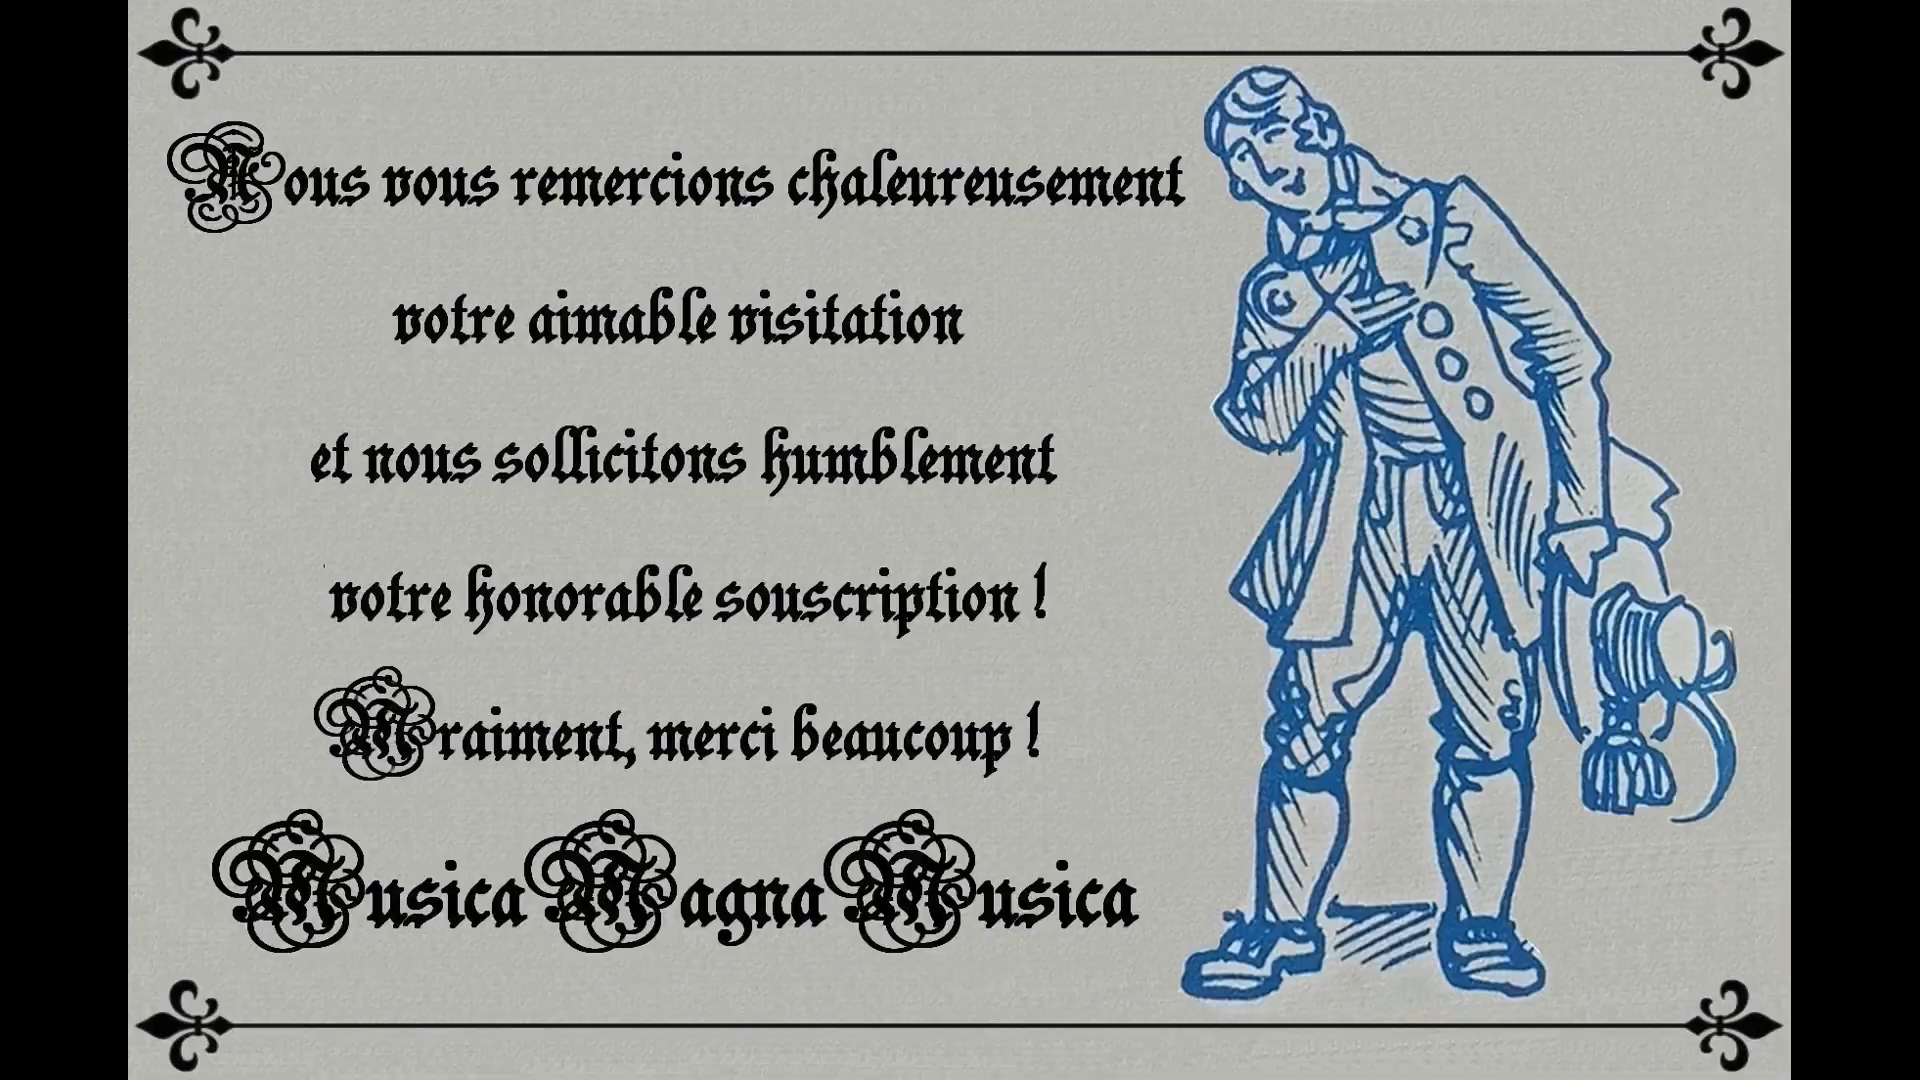 Nous vous remercions chaleureusement
votre aimable visitation
et nous sollicitons humblement
votre honorable souscription !
Vraiment, merci beaucoup !
Musica Magna Musica